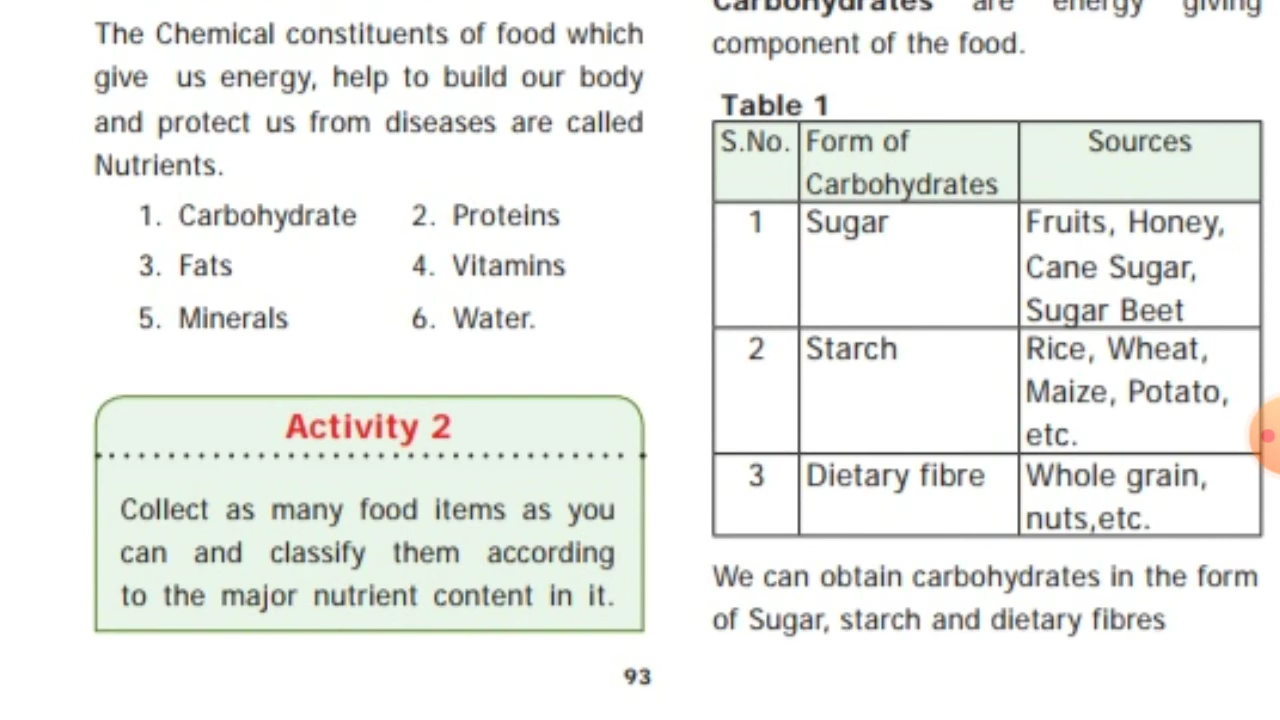 The Chemical constituents of food which
give us energy, help to build our body
and protect us from diseases are called
Nutrients.
1. Carbohydrate 2. Proteins
3. Fats 4. Vitamins
5. Minerals 6. Water.
Activity 2
Collect as many food items as you
can and classify them according
to the major nutrient content in it.
Carbohydrates are energy giving
component of the food.
Table 1
S.No. Form of Carbohydrates Sources
1 Sugar Fruits, Honey,
Cane Sugar,
Sugar Beet
2 Starch Rice, Wheat,
Maize, Potato,
etc.
3 Dietary fibre Whole grain,
nuts,etc.
We can obtain carbohydrates in the form
of Sugar, starch and dietary fibres
93